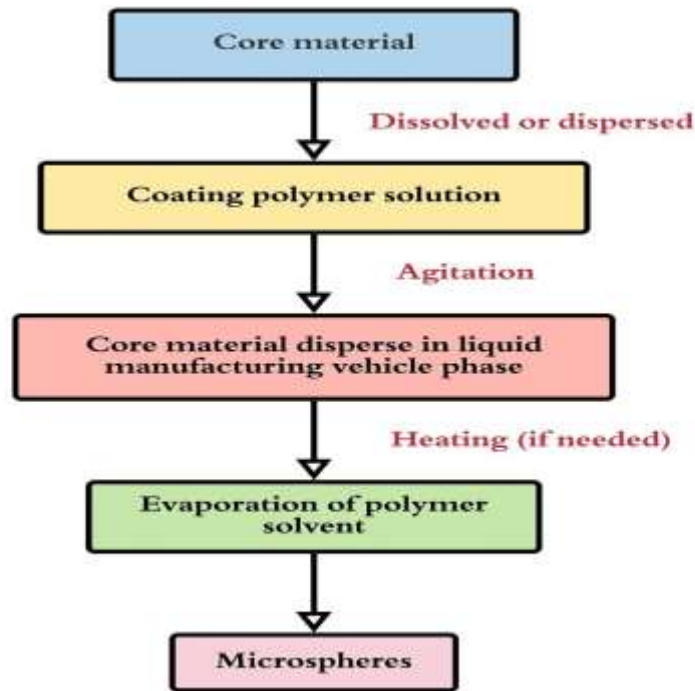 Core material
Dissolved or dispersed
Coating polymer solution
Agitation
Core material disperse in liquid
manufacturing vehicle phase
Heating (if needed)
Evaporation of polymer
solvent
Microspheres